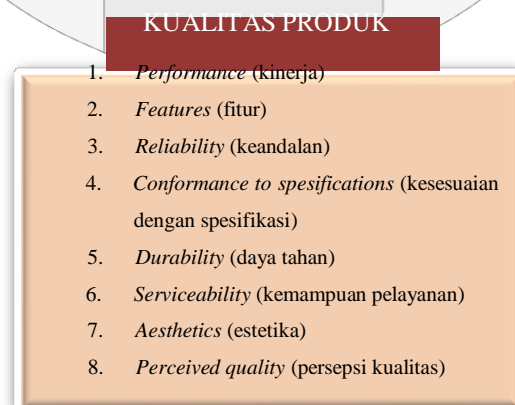 KUALITAS PRODUK
1. Performance (kinerja)
2. Features (fitur)
3. Reliability (keandalan)
4. Conformance to spesifications (kesesuaian
dengan spesifikasi)
5. Durability (daya tahan)
6. Serviceability (kemampuan pelayanan)
7. Aesthetics (estetika)
8. Perceived quality (persepsi kualitas)